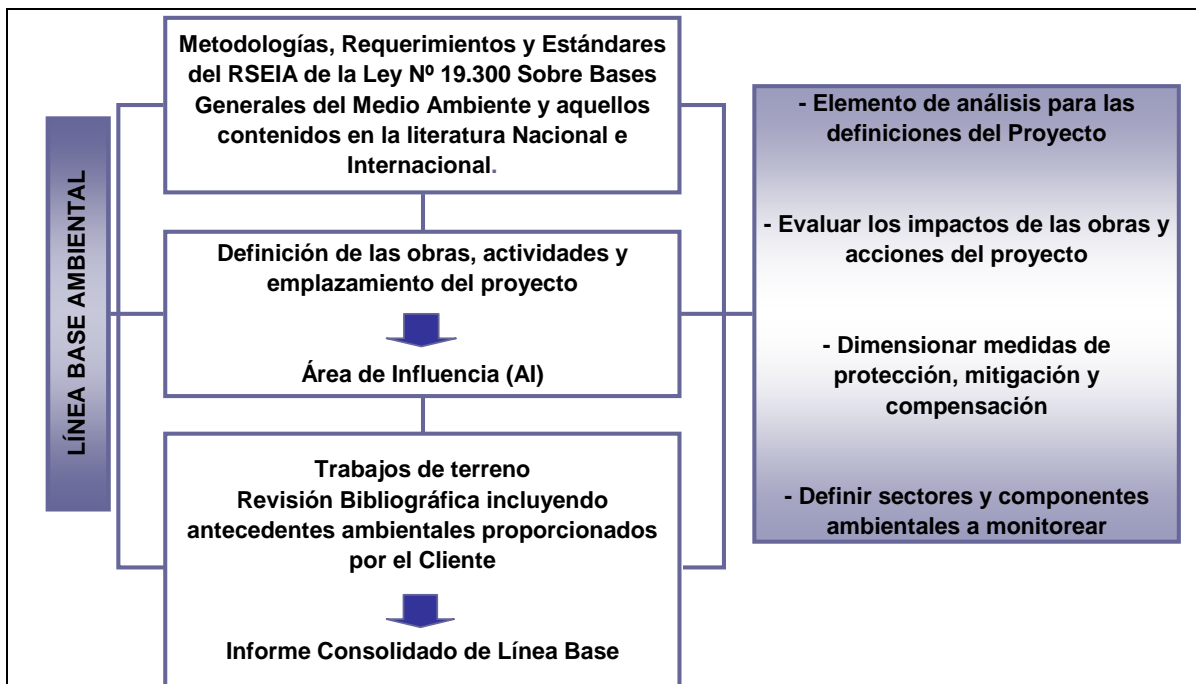 LÍNEA BASE AMBIENTAL
Metodologías, Requerimientos y Estándares
del RSEIA de la Ley Nº 19.300 Sobre Bases
Generales del Medio Ambiente y aquellos
contenidos en la literatura Nacional e
Internacional.
Definición de las obras, actividades y
emplazamiento del proyecto
Área de Influencia (AI)
Trabajos de terreno
Revisión Bibliográfica incluyendo
antecedentes ambientales proporcionados
por el Cliente
Informe Consolidado de Línea Base
- Elemento de análisis para las
definiciones del Proyecto
- Evaluar los impactos de las obras y
acciones del proyecto
- Dimensionar medidas de
protección, mitigación y
compensación
- Definir sectores y componentes
ambientales a monitorear